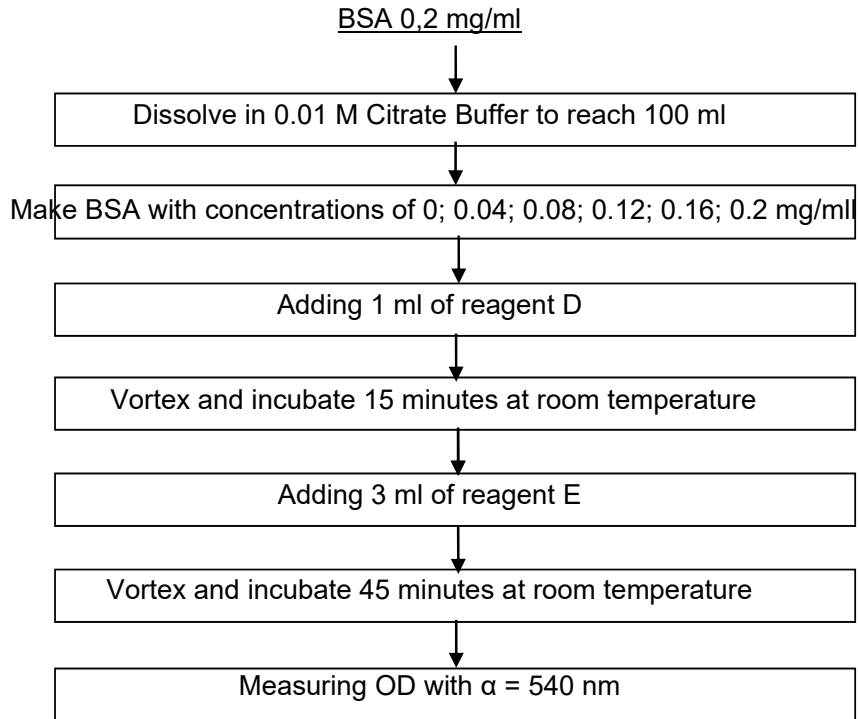 BSA 0,2 mg/ml
Dissolve in 0.01 M Citrate Buffer to reach 100 ml
Make BSA with concentrations of 0; 0.04; 0.08; 0.12; 0.16; 0.2 mg/mll
Adding 1 ml of reagent D
Vortex and incubate 15 minutes at room temperature
Adding 3 ml of reagent E
Vortex and incubate 45 minutes at room temperature
Measuring OD with α = 540 nm